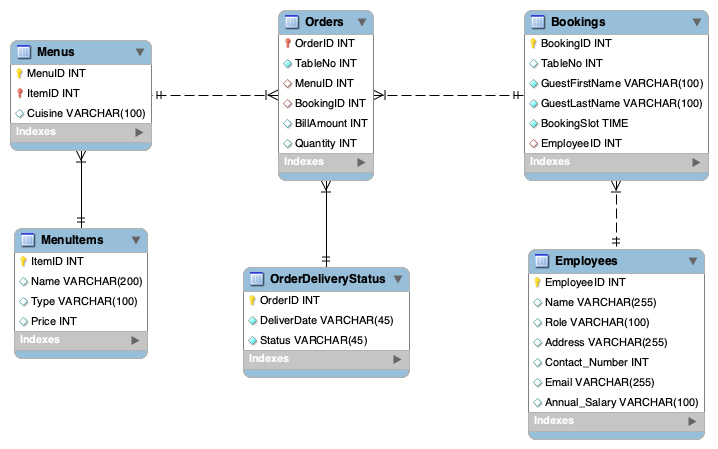 Menus
MenuID INT
ItemID INT
Cuisine VARCHAR(100)
Indexes
Orders
OrderID INT
TableNo INT
MenuID INT
BookingID INT
BillAmount INT
Quantity INT
Indexes
Bookings
BookingID INT
TableNo INT
GuestFirstName VARCHAR(100)
GuestLastName VARCHAR(100)
BookingSlot TIME
EmployeeID INT
Indexes
MenuItems
ItemID INT
Name VARCHAR(200)
Type VARCHAR(100)
Price INT
Indexes
OrderDeliveryStatus
OrderID INT
DeliverDate VARCHAR(45)
Status VARCHAR(45)
Indexes
Employees
EmployeeID INT
Name VARCHAR(255)
Role VARCHAR(100)
Address VARCHAR(255)
Contact_Number INT
Email VARCHAR(255)
Annual_Salary VARCHAR(100)
Indexes